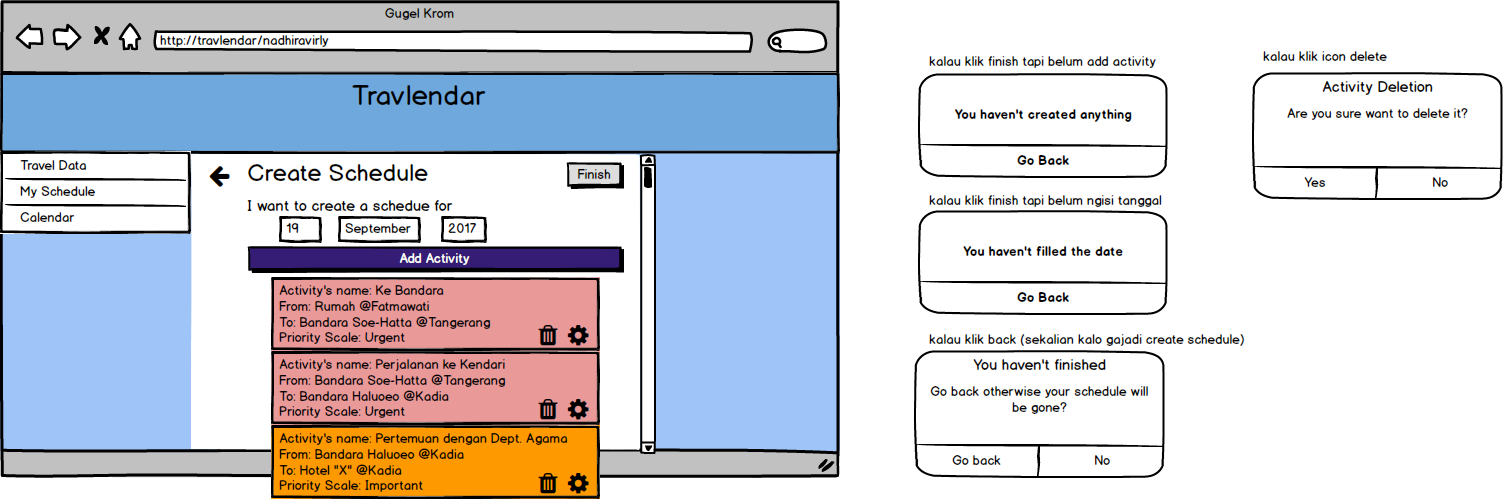 Gugel Krom
http://travlendar/nadhiravirly
Travlendar
Travel Data
My Schedule
Calendar
Create Schedule
Finish
I want to create a schedue for
19
September
2017
Add Activity
Activity's name: Ke Bandara
From: Rumah @Fatmawati
To: Bandara Soe-Hatta @Tangerang
Priority Scale: Urgent
Activity's name: Perjalanan ke Kendari
From: Bandara Soe-Hatta @Tangerang
To: Bandara Haluoeo @Kadia
Priority Scale: Urgent
Activity's name: Pertemuan dengan Dept. Agama
From: Bandara Haluoeo @Kadia
To: Hotel "X" @Kadia
Priority Scale: Important
kalau klik finish tapi belum add activity
You haven't created anything
Go Back
kalau klik finish tapi belum ngisi tanggal
You haven't filled the date
Go Back
kalau klik back (sekalian kalo gajadi create schedule)
You haven't finished
Go back otherwise your schedule will
be gone?
Go back
No
kalau klik icon delete
Activity Deletion
Are you sure want to delete it?
Yes
No